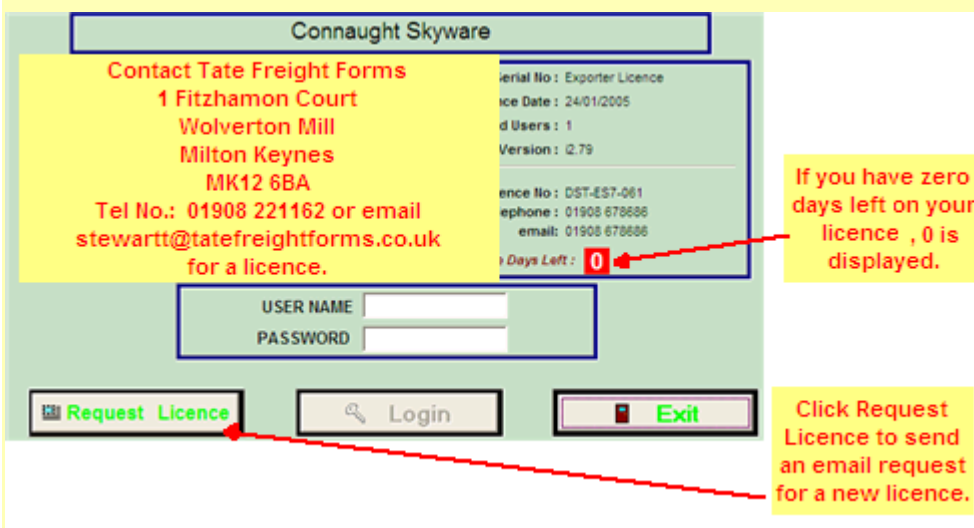 Connaught Skyware
Contact Tate Freight Forms
1 Fitzhamon Court
Wolverton Mill
Milton Keynes
MK12 6BA
Tel No.: 01908 221162 or email
stewartt@tatefreightforms.co.uk
for a licence.
Serial No : Exporter Licence
Date : 24/01/2005
Users : 1
Version : i2.79
No : DST-ES7-061
: 01908 678686
email: 01908 678686
Days Left : 0
If you have zero
days left on your
licence , 0 is
displayed.
USER NAME
PASSWORD
Request Licence
Login
Exit
Click Request
Licence to send
an email request
for a new licence.